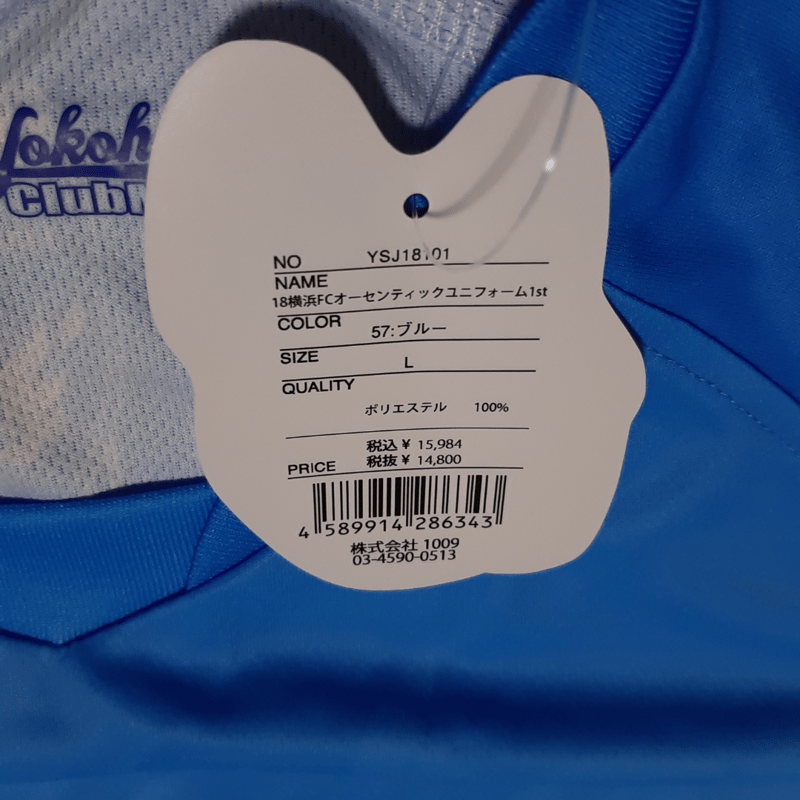 NO YSJ18101
NAME
18横浜FCオーセンティックユニフォーム1st
COLOR 57:ブルー
SIZE L
QUALITY
ポリエステル 100%
税込 ¥ 15,984
PRICE 税抜 ¥ 14,800
4 589914 286343
株式会社 1009
03-4590-0513